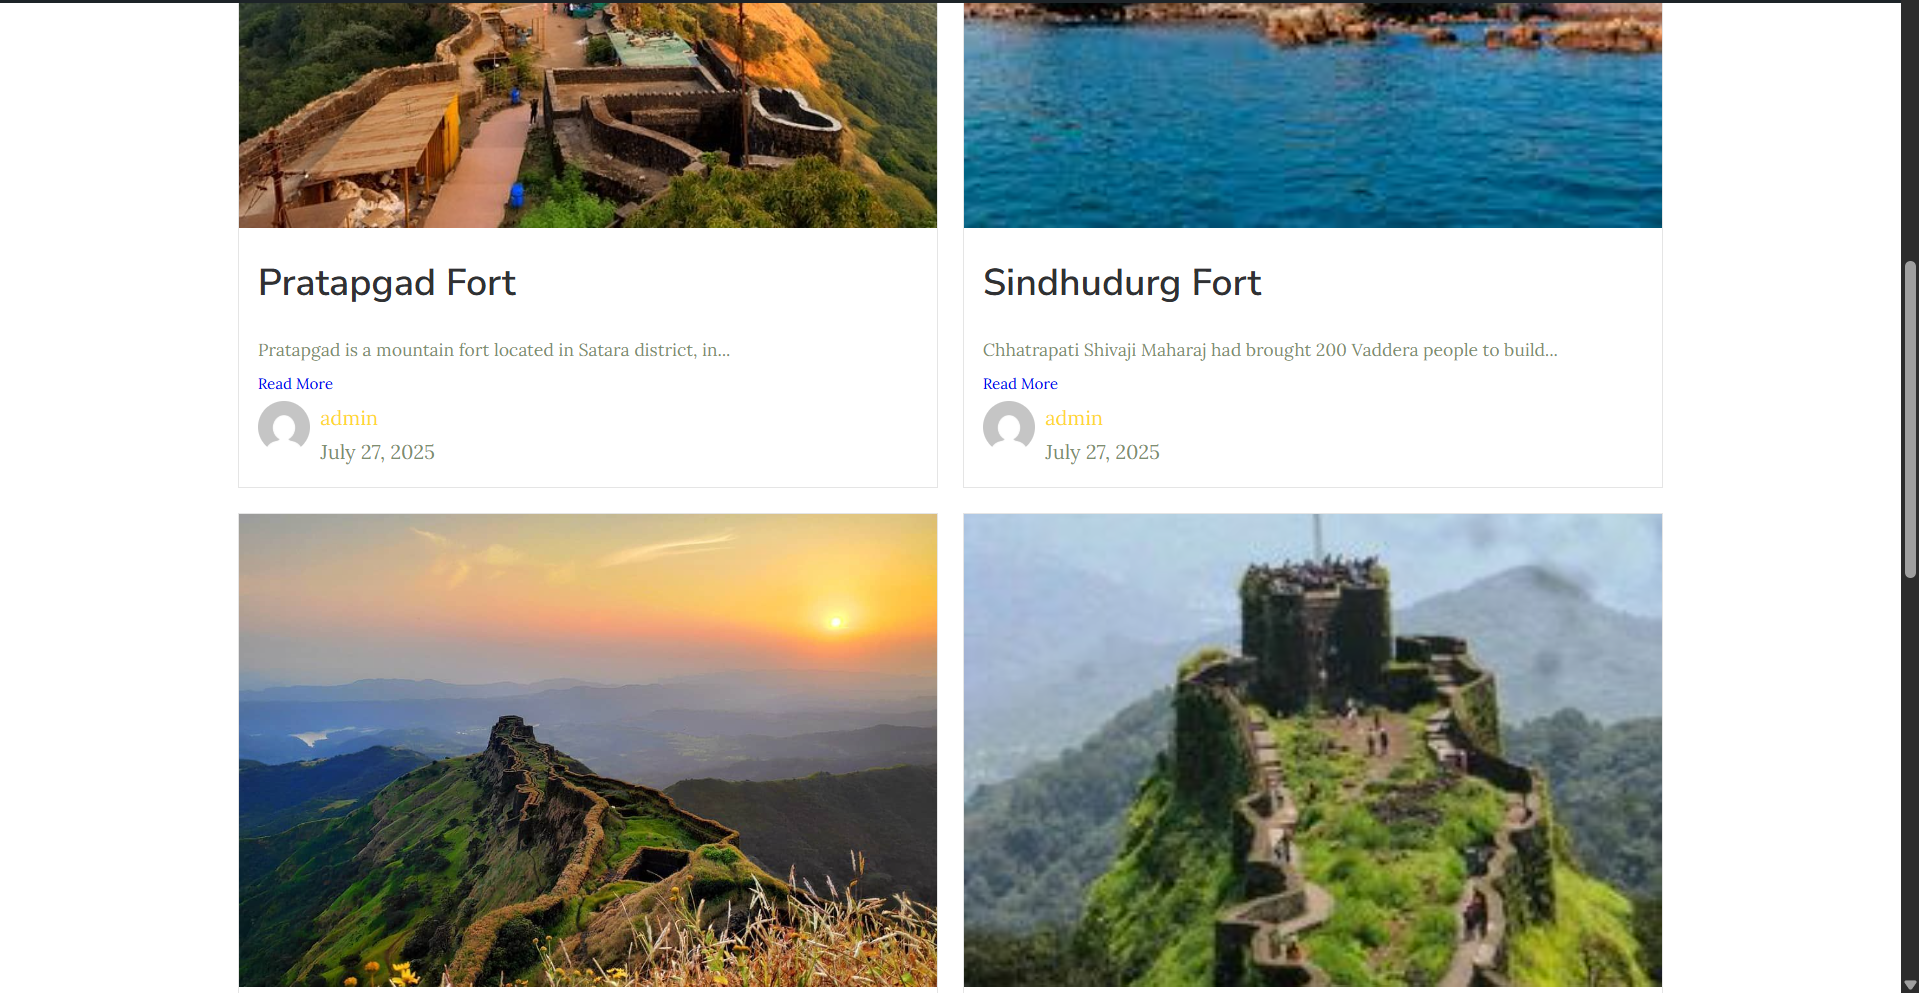 Pratapgad Fort
Pratapgad is a mountain fort located in Satara district, in...
Read More
admin
July 27, 2025
Sindhudurg Fort
Chhatrapati Shivaji Maharaj had brought 200 Vaddera people to build...
Read More
admin
July 27, 2025